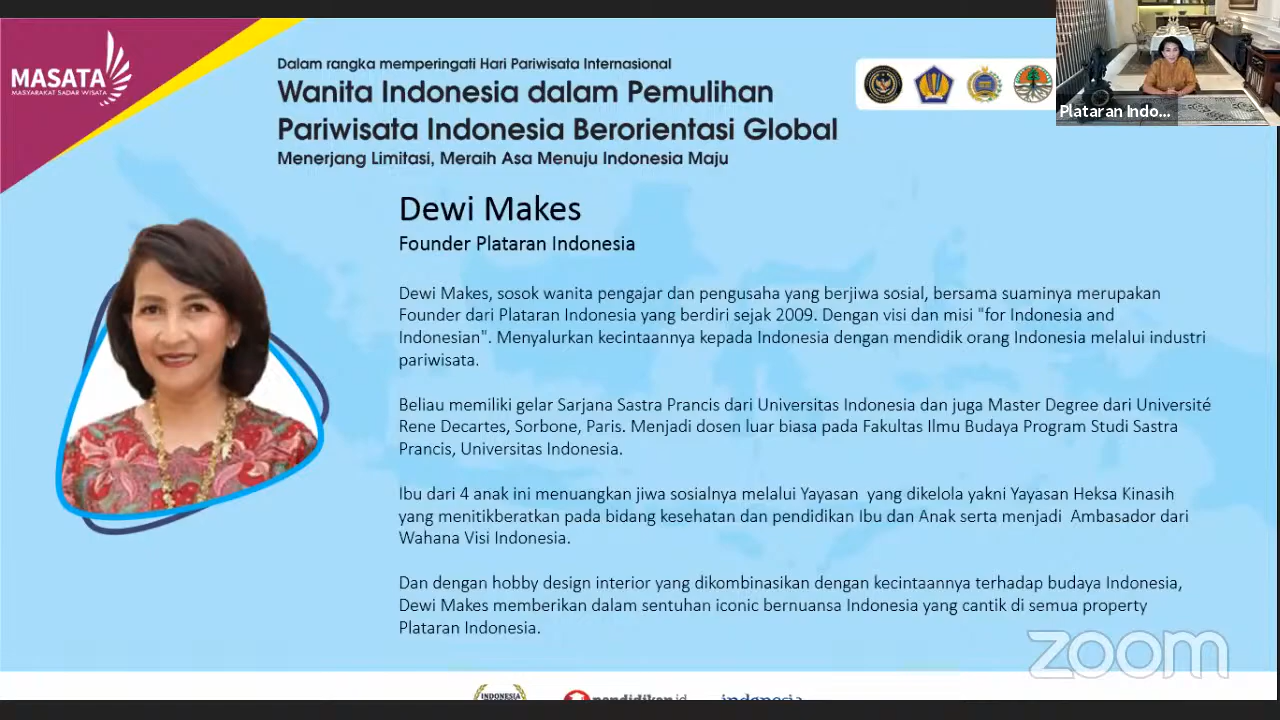 MASATA
MASYARAKAT SADAR WISATA
Dalam rangka memperingati Hari Pariwisata Internasional
Wanita Indonesia dalam Pemulihan
Pariwisata Indonesia Berorientasi Global
Menerjang Limitasi, Meraih Asa Menuju Indonesia Maju
Plataran Indo...
Dewi Makes
Founder Plataran Indonesia
Dewi Makes, sosok wanita pengajar dan pengusaha yang berjiwa sosial, bersama suaminya merupakan
Founder dari Plataran Indonesia yang berdiri sejak 2009. Dengan visi dan misi "for Indonesia and
Indonesian". Menyalurkan kecintaannya kepada Indonesia dengan mendidik orang Indonesia melalui industri
pariwisata.
Beliau memiliki gelar Sarjana Sastra Prancis dari Universitas Indonesia dan juga Master Degree dari Université
Rene Decartes, Sorbone, Paris. Menjadi dosen luar biasa pada Fakultas Ilmu Budaya Program Studi Sastra
Prancis, Universitas Indonesia.
Ibu dari 4 anak ini menuangkan jiwa sosialnya melalui Yayasan yang dikelola yakni Yayasan Heksa Kinasih
yang menitikberatkan pada bidang kesehatan dan pendidikan Ibu dan Anak serta menjadi Ambasador dari
Wahana Visi Indonesia.
Dan dengan hobby design interior yang dikombinasikan dengan kecintaannya terhadap budaya Indonesia,
Dewi Makes memberikan dalam sentuhan iconic bernuansa Indonesia yang cantik di semua property
Plataran Indonesia.
zoom
INDONESIA
pendidikan.id
indonesia